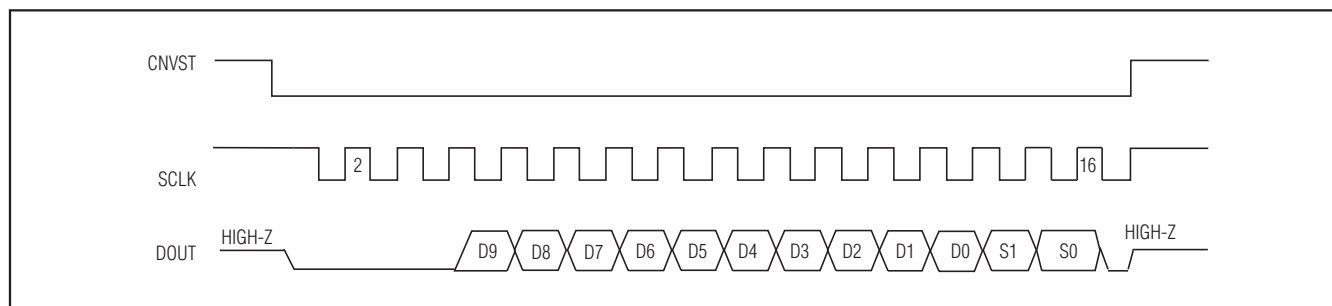 CNVST
SCLK
2
16
DOUT
HIGH-Z
D9 D8 D7 D6 D5 D4 D3 D2 D1 D0 S1 S0
HIGH-Z